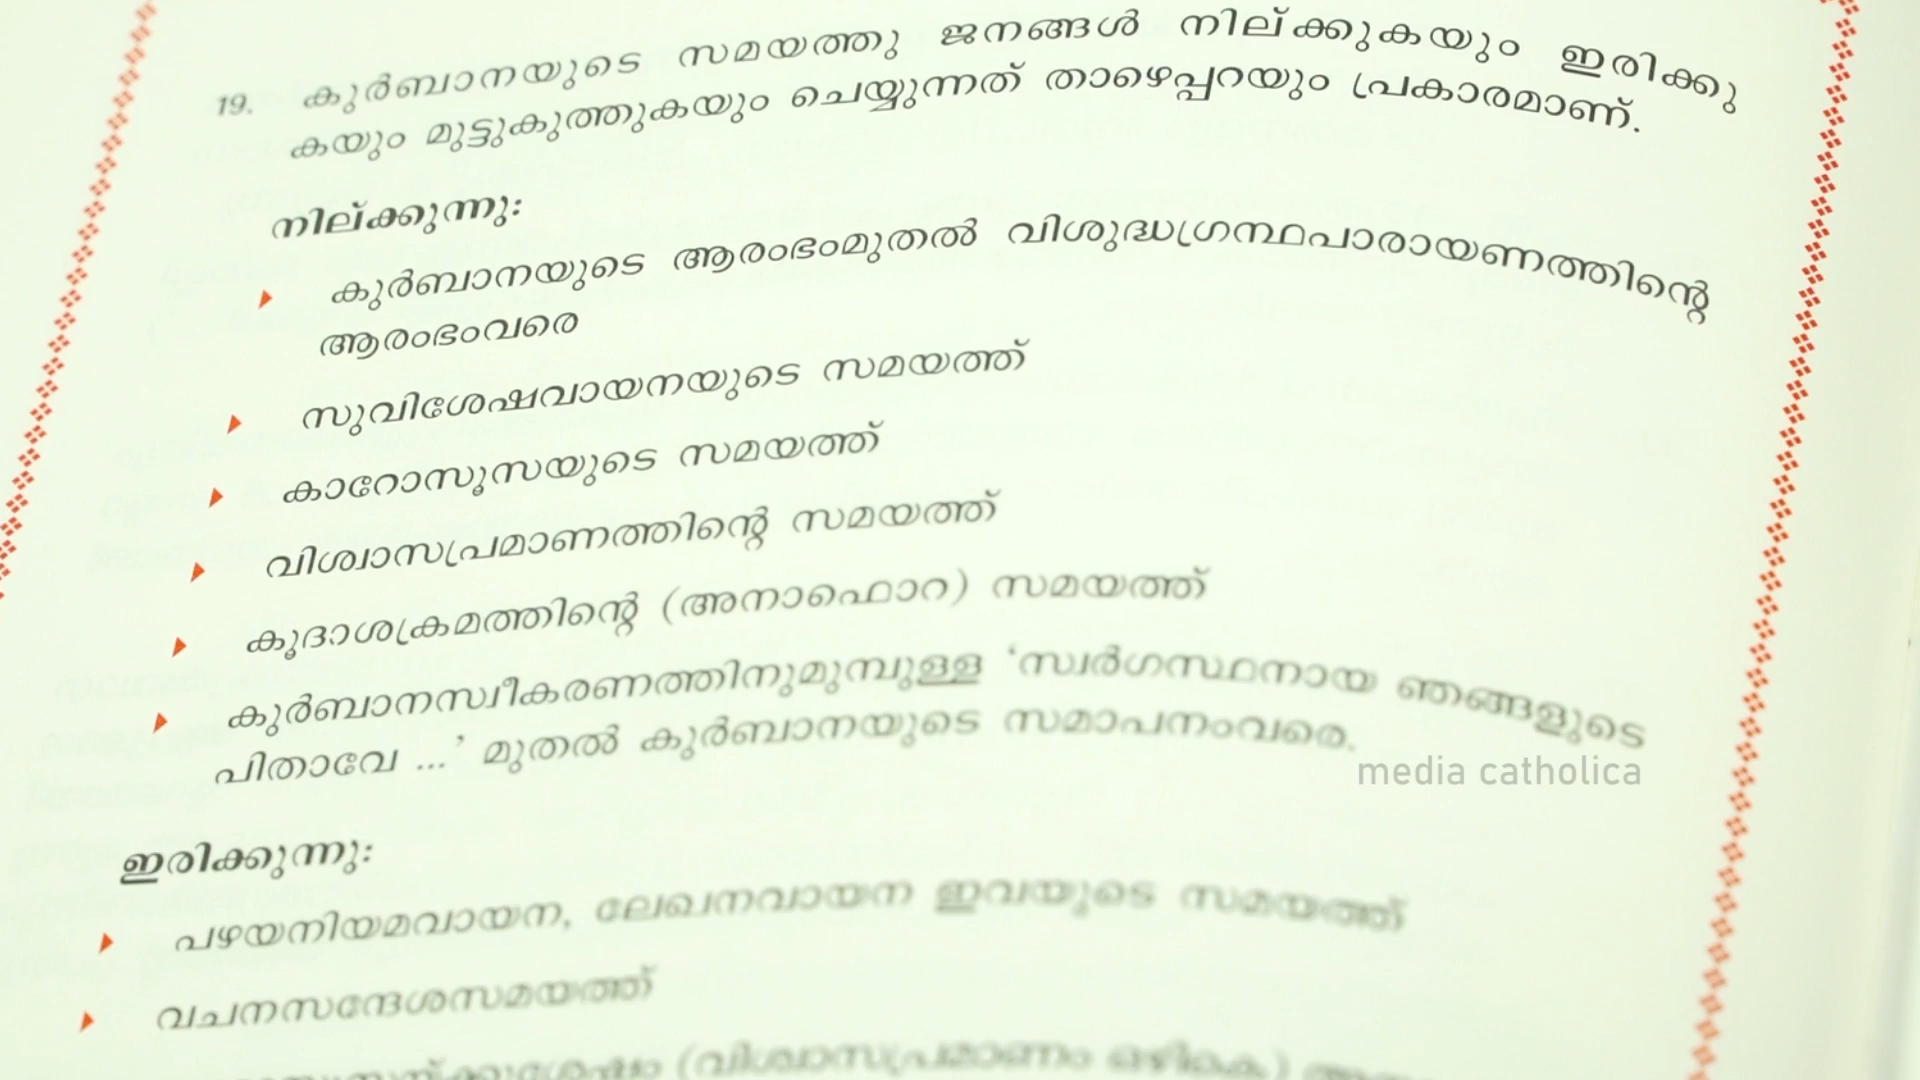 19. കുർബാനയുടെ സമയത്തു ജനങ്ങൾ നില്ക്കുകയും ഇരിക്കു
കയും മുട്ടുകുത്തുകയും ചെയ്യുന്നത് താഴെപ്പറയും പ്രകാരമാണ്.
നില്ക്കുന്നു:
കുർബാനയുടെ ആരംഭംമുതൽ വിശുദ്ധഗ്രന്ഥപാരായണത്തിന്റെ
ആരംഭംവരെ
സുവിശേഷവായനയുടെ സമയത്ത്
കാറോസൂസയുടെ സമയത്ത്
വിശ്വാസപ്രമാണത്തിന്റെ സമയത്ത്
കൂദാശക്രമത്തിന്റെ (അനാഫൊറ) സമയത്ത്
കുർബാനസ്വീകരണത്തിനുമുമ്പുള്ള ‘സ്വർഗസ്ഥനായ ഞങ്ങളുടെ
പിതാവേ ...’ മുതൽ കുർബാനയുടെ സമാപനംവരെ.
media catholica
ഇരിക്കുന്നു:
പഴയനിയമവായന, ലേഖനവായന ഇവയുടെ സമയത്ത്
വചനസന്ദേശസമയത്ത്
(വിശ്വാസപ്രമാണം ഒഴികെ)